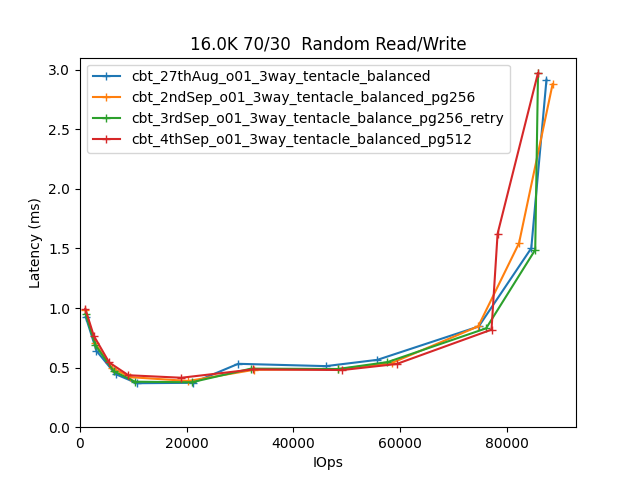 16.0K 70/30 Random Read/Write
cbt_27thAug_o01_3way_tentacle_balanced
cbt_2ndSep_o01_3way_tentacle_balanced_pg256
cbt_3rdSep_o01_3way_tentacle_balance_pg256_retry
cbt_4thSep_o01_3way_tentacle_balanced_pg512
Latency (ms)
3.0
2.5
2.0
1.5
1.0
0.5
0.0
0 20000 40000 60000 80000
IOps